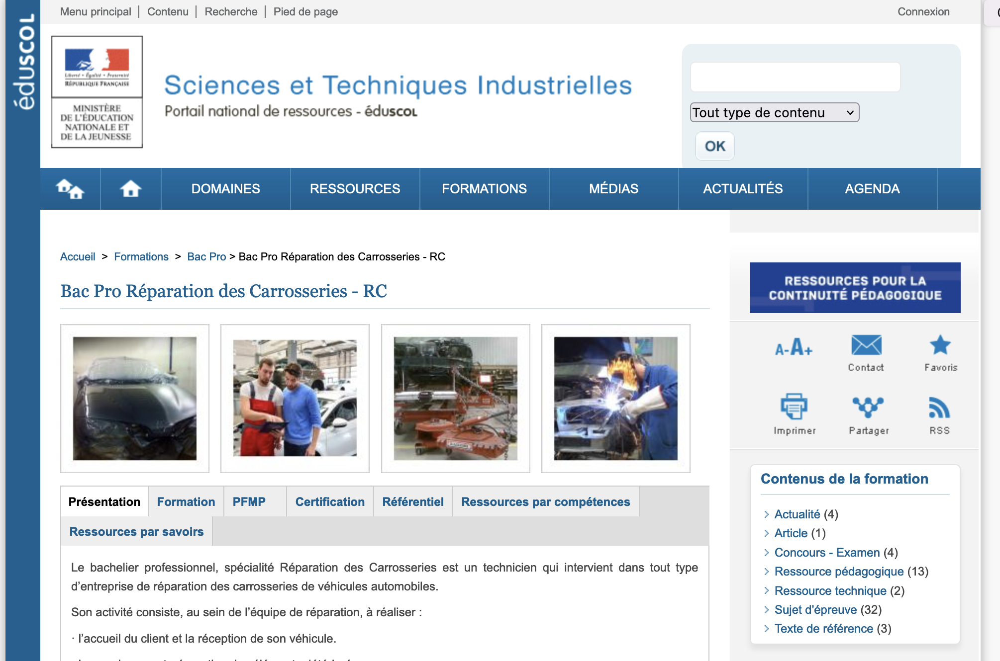 éduscol
Menu principal
Contenu
Recherche
Pied de page
Connexion
Liberté • Égalité • Fraternité
RÉPUBLIQUE FRANÇAISE
MINISTÈRE
DE L'ÉDUCATION
NATIONALE ET
DE LA JEUNESSE
Sciences et Techniques Industrielles
Portail national de ressources - éduscol
Tout type de contenu
OK
DOMAINES
RESSOURCES
FORMATIONS
MÉDIAS
ACTUALITÉS
AGENDA
Accueil > Formations > Bac Pro > Bac Pro Réparation des Carrosseries - RC
Bac Pro Réparation des Carrosseries - RC
RESSOURCES POUR LA
CONTINUITÉ PÉDAGOGIQUE
A-A+
Contact
Favoris
Imprimer
Partager
RSS
Présentation
Formation
PFMP
Certification
Référentiel
Ressources par compétences
Ressources par savoirs
Le bachelier professionnel, spécialité Réparation des Carrosseries est un technicien qui intervient dans tout type
d’entreprise de réparation des carrosseries de véhicules automobiles.
Son activité consiste, au sein de l’équipe de réparation, à réaliser :
· l’accueil du client et la réception de son véhicule.
Contenus de la formation
Actualité (4)
Article (1)
Concours - Examen (4)
Ressource pédagogique (13)
Ressource technique (2)
Sujet d'épreuve (32)
Texte de référence (3)